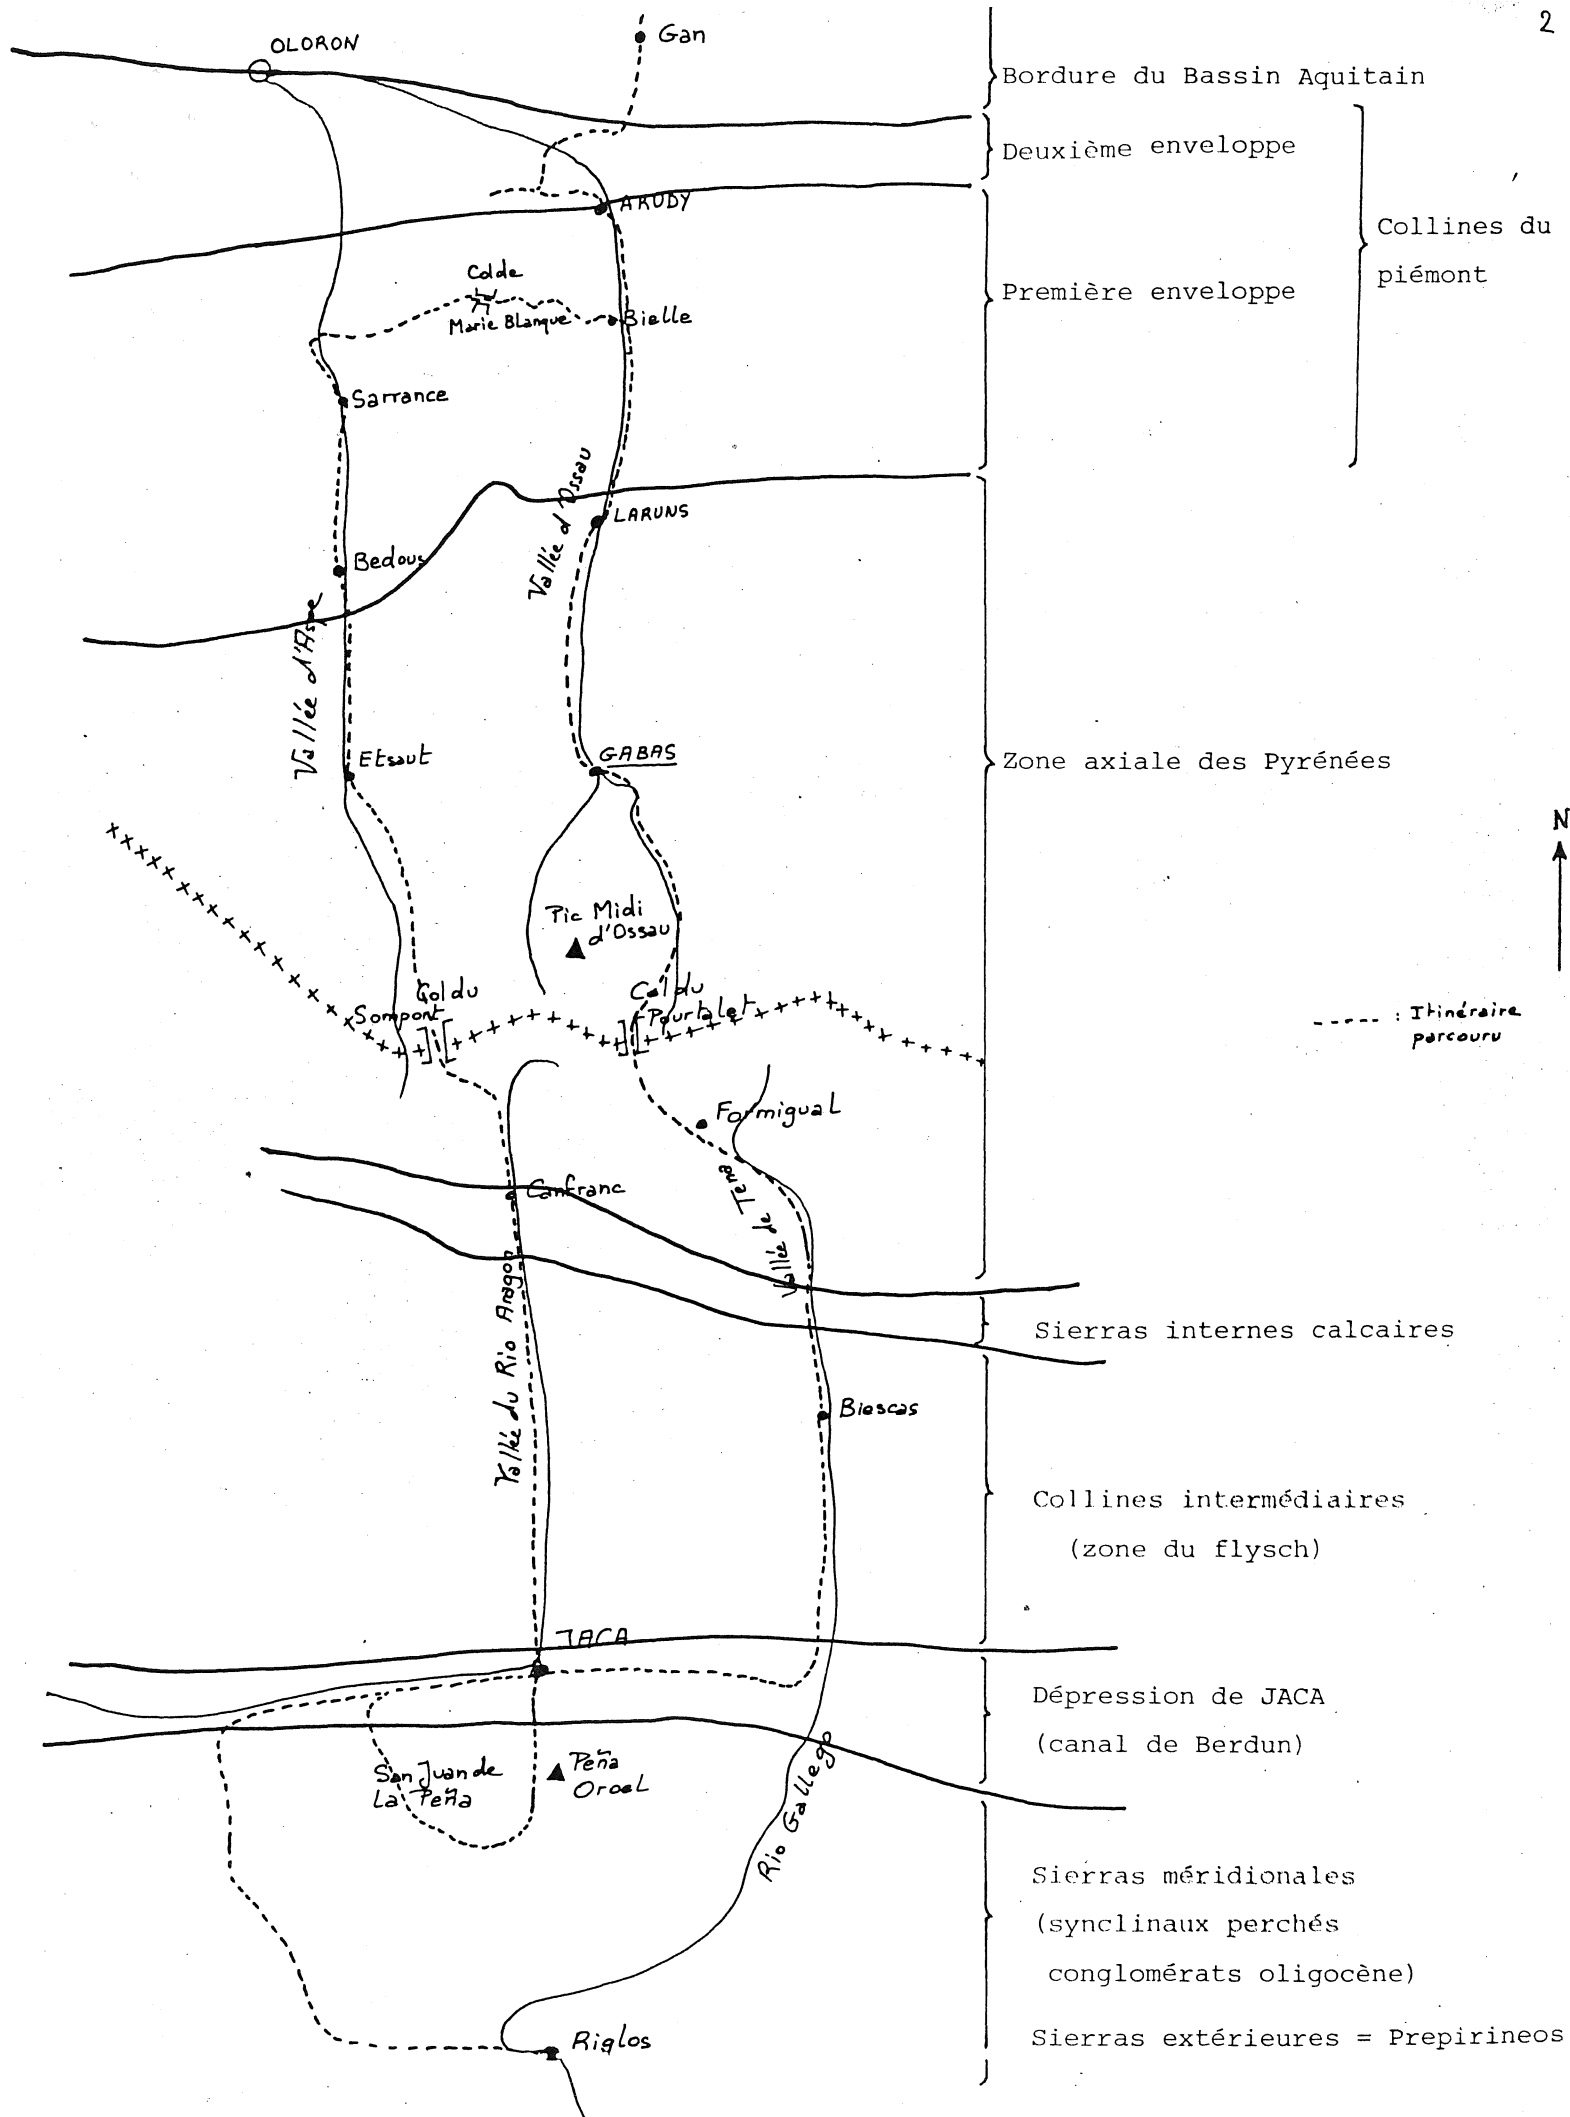 2
OLORON
Gan
Bordure du Bassin Aquitain
Deuxième enveloppe
ARUDY
Collines du
piémont
Col de
Marie Blanque
Bielle
Première enveloppe
Sarrance
Vallée d'Ossau
LARUNS
Bedous
Vallée d'Aspe
Etsaut
GABAS
Zone axiale des Pyrénées
N
Pic Midi
d'Ossau
Col du
Somport
Col du
Pourtalet
---- : Itinéraire
parcouru
Formigual
Canfranc
Vallée de Tena
Vallée du Rio Aragon
Sierras internes calcaires
Biescas
Collines intermédiaires
(zone du flysch)
JACA
Dépression de JACA
(canal de Berdun)
San Juan de
La Peña
Peña
Oroel
Rio Gallego
Sierras méridionales
(synclinaux perchés
conglomérats oligocène)
Riglos
Sierras extérieures = Prepirineos